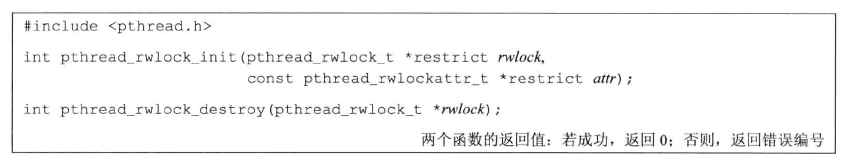 #include <pthread.h>
int pthread_rwlock_init(pthread_rwlock_t *restrict rwlock,
const pthread_rwlockattr_t *restrict attr);
int pthread_rwlock_destroy(pthread_rwlock_t *rwlock);
两个函数的返回值：若成功，返回 0；否则，返回错误编号